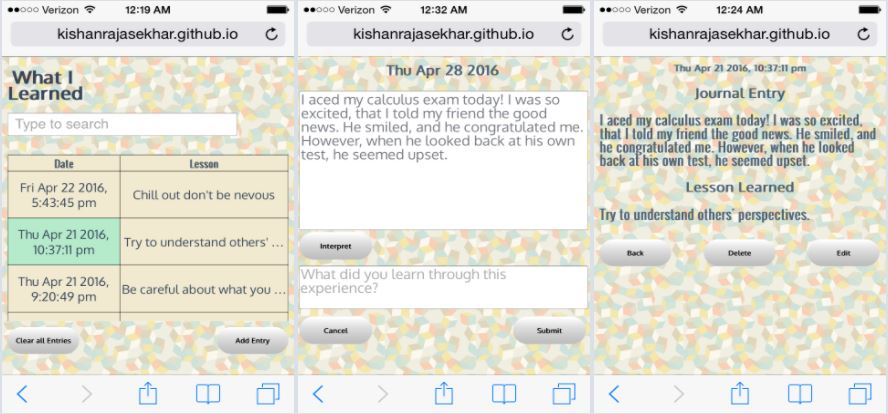 Verizon 12:19 AM
kishanrajasekhar.github.io
What I
Learned
Type to search
Date Lesson
Fri Apr 22 2016,
5:43:45 pm
Chill out don't be nevous
Thu Apr 21 2016,
10:37:11 pm
Try to understand others' ...
Thu Apr 21 2016,
9:20:49 pm
Be careful about what you ...
Clear all Entries Add Entry
Verizon 12:32 AM
kishanrajasekhar.github.io
Thu Apr 28 2016
I aced my calculus exam today! I was so
excited, that I told my friend the good
news. He smiled, and he congratulated me.
However, when he looked back at his own
test, he seemed upset.
Interpret
What did you learn through this
experience?
Cancel Submit
Verizon 12:24 AM
kishanrajasekhar.github.io
Thu Apr 21 2016, 10:37:11 pm
Journal Entry
I aced my calculus exam today! I was so excited,
that I told my friend the good news. He smiled, and
he congratulated me. However, when he looked
back at his own test, he seemed upset.
Lesson Learned
Try to understand others' perspectives.
Back Delete Edit